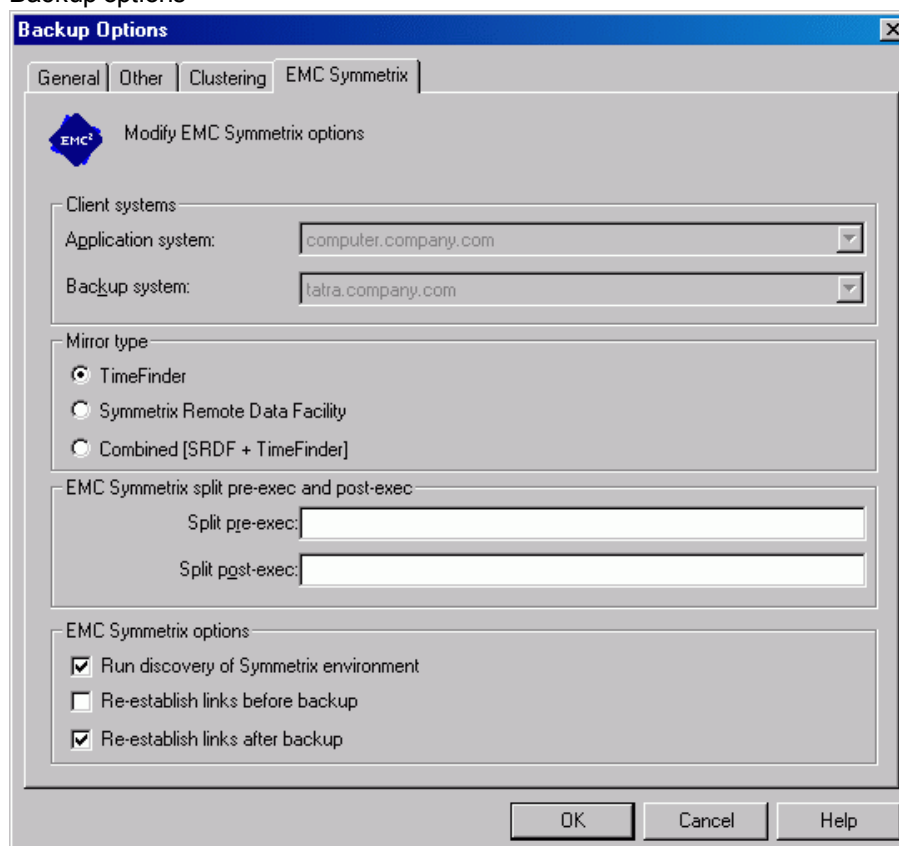 Backup options
Backup Options
General Other Clustering EMC Symmetrix
EMC² Modify EMC Symmetrix options
Client systems
Application system: computer.company.com
Backup system: tatra.company.com
Mirror type
TimeFinder
Symmetrix Remote Data Facility
Combined [SRDF + TimeFinder]
EMC Symmetrix split pre-exec and post-exec
Split pre-exec:
Split post-exec:
EMC Symmetrix options
Run discovery of Symmetrix environment
Re-establish links before backup
Re-establish links after backup
OK Cancel Help